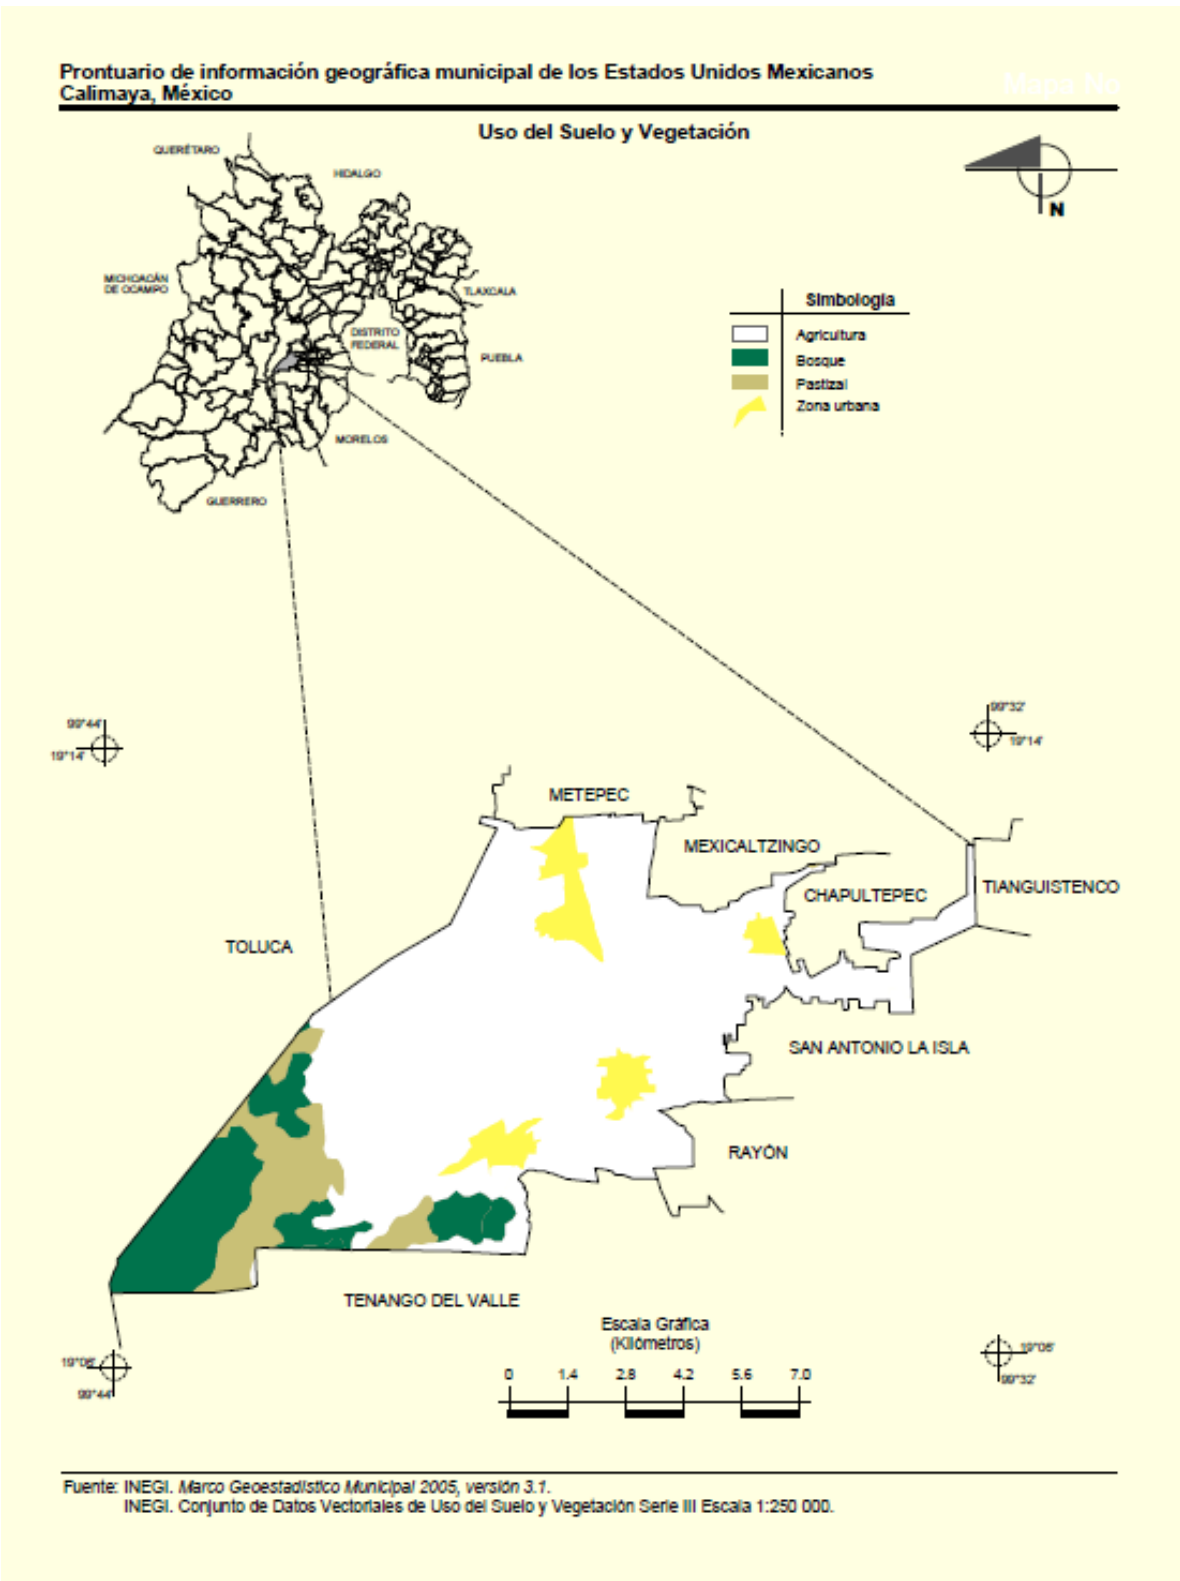 Prontuario de información geográfica municipal de los Estados Unidos Mexicanos
Calimaya, México
Mapa No
Uso del Suelo y Vegetación
QUERÉTARO
HIDALGO
N
MICHOACÁN
DE OCAMPO
TLAXCALA
DISTRITO
FEDERAL
PUEBLA
MORELOS
GUERRERO
Simbología
Agricultura
Bosque
Pastizal
Zona urbana
99°44'
19°14'
99°32'
19°14'
METEPEC
MEXICALTZINGO
CHAPULTEPEC
TIANGUISTENCO
TOLUCA
SAN ANTONIO LA ISLA
RAYÓN
TENANGO DEL VALLE
Escala Gráfica
(Kilómetros)
0 1.4 2.8 4.2 5.6 7.0
19°06'
99°44'
19°06'
99°32'
Fuente: INEGI. Marco Geoestadístico Municipal 2005, versión 3.1.
INEGI. Conjunto de Datos Vectoriales de Uso del Suelo y Vegetación Serie III Escala 1:250 000.